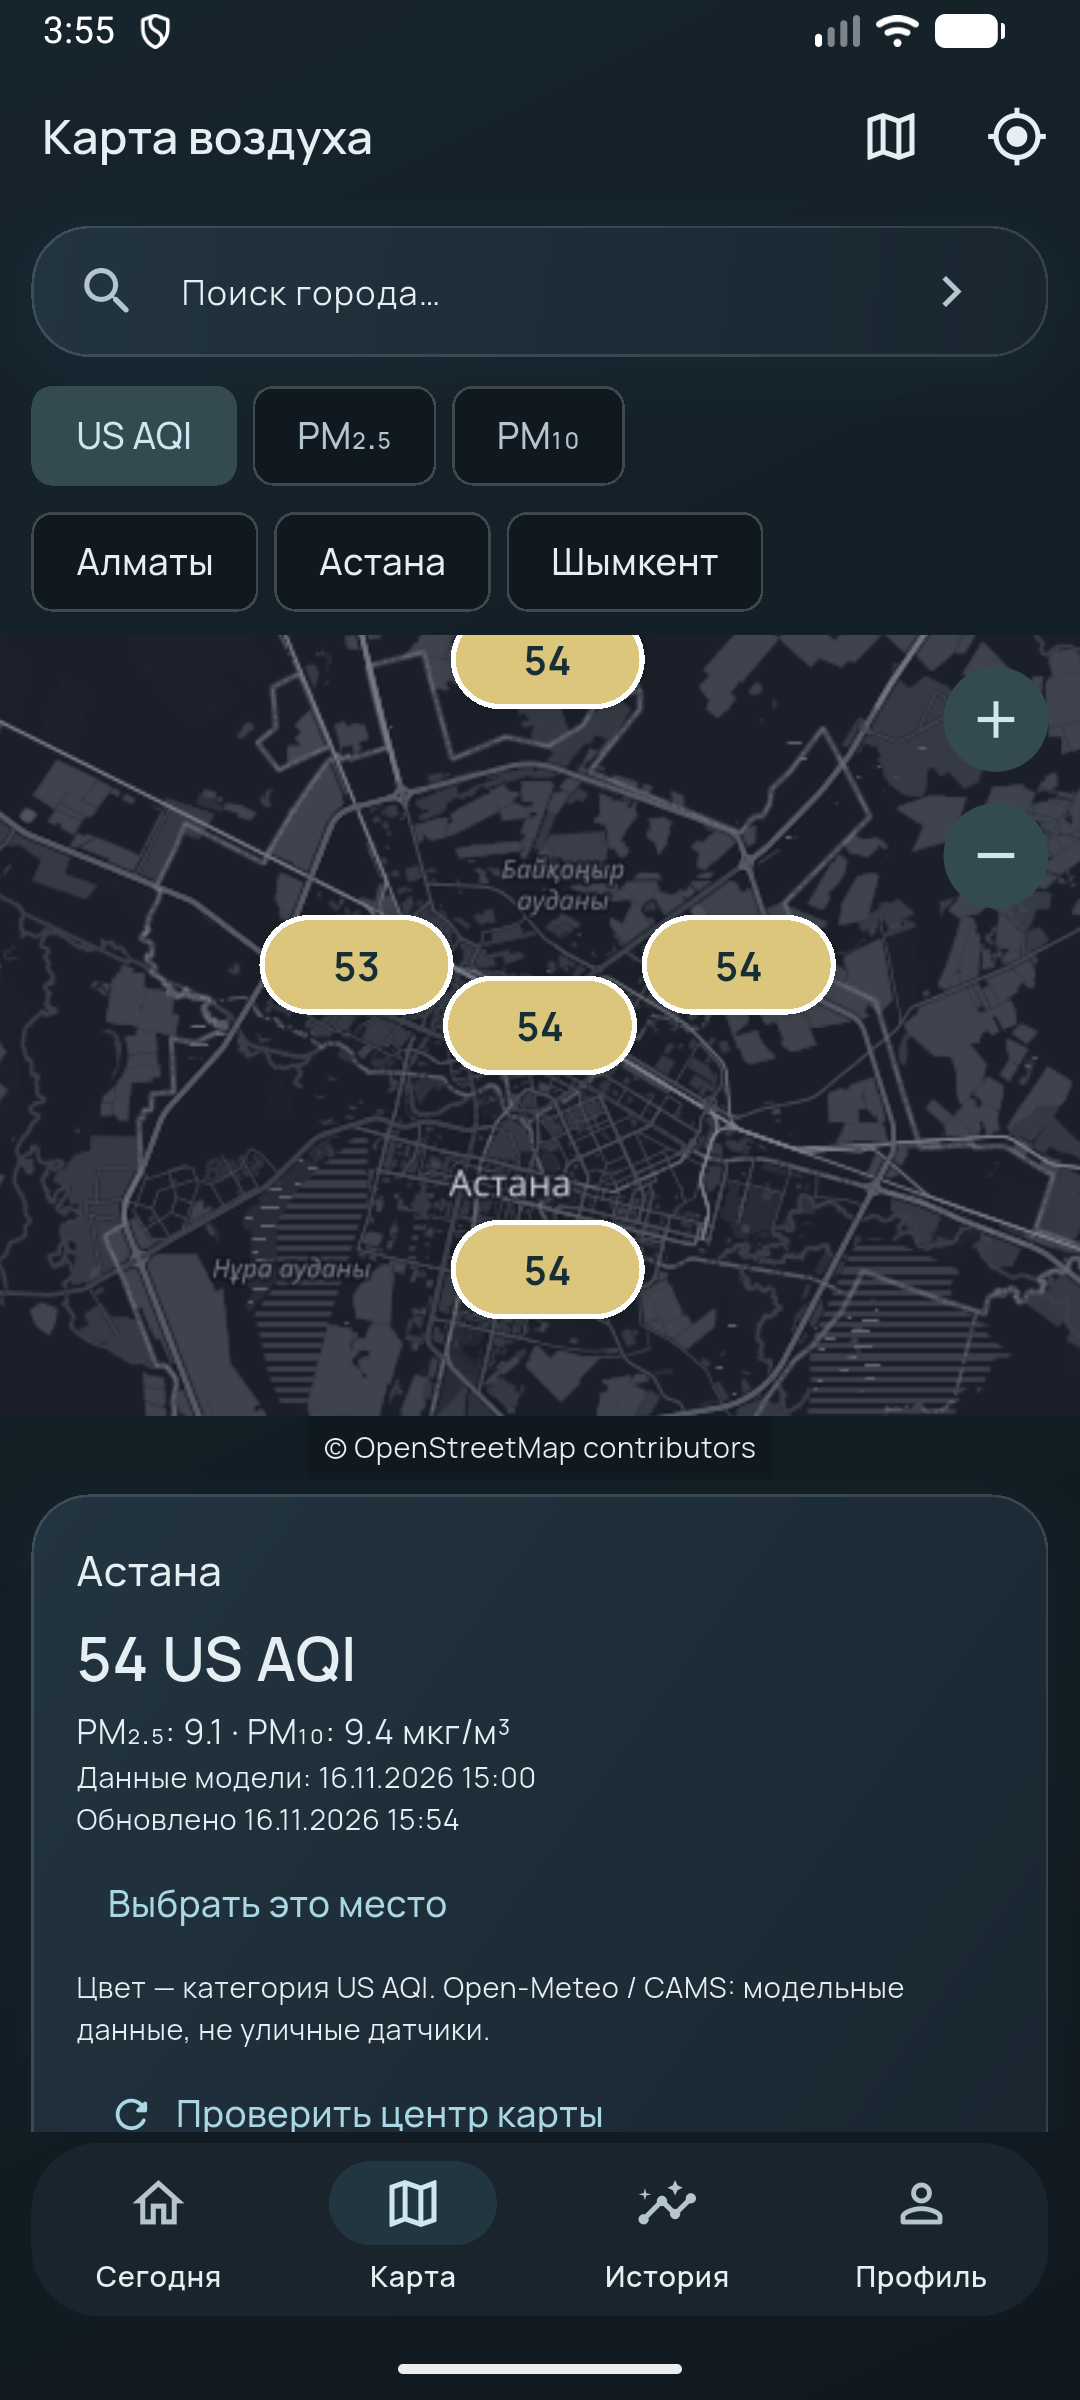 3:55
Карта воздуха
Поиск города...
US AQI
PM₂.₅
PM₁₀
Алматы
Астана
Шымкент
54
Байқоңыр
ауданы
53
54
54
Астана
Нұра ауданы
54
© OpenStreetMap contributors
Астана
54 US AQI
PM₂.₅: 9.1 · PM₁₀: 9.4 мкг/м³
Данные модели: 16.11.2026 15:00
Обновлено 16.11.2026 15:54
Выбрать это место
Цвет — категория US AQI. Open-Meteo / CAMS: модельные
данные, не уличные датчики.
Проверить центр карты
Сегодня
Карта
История
Профиль